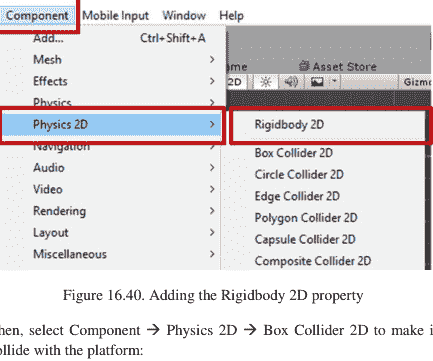 Component Mobile Input Window Help
Add... Ctrl+Shift+A
Mesh >
Effects >
Physics >
Physics 2D >
Navigation >
Audio >
Video >
Rendering >
Layout >
Miscellaneous >
me Asset Store
2D Gizmo
Rigidbody 2D
Box Collider 2D
Circle Collider 2D
Edge Collider 2D
Polygon Collider 2D
Capsule Collider 2D
Composite Collider 2D
Figure 16.40. Adding the Rigidbody 2D property
hen, select Component → Physics 2D → Box Collider 2D to make i
ollide with the platform: